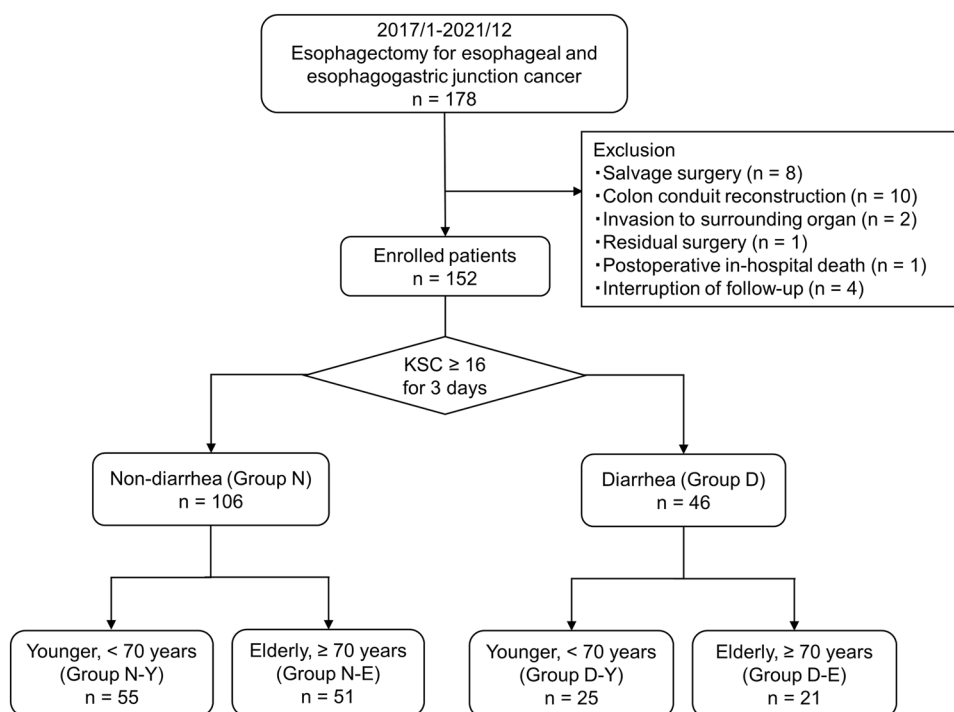 2017/1-2021/12
Esophagectomy for esophageal and
esophagogastric junction cancer
n = 178
Exclusion
・Salvage surgery (n = 8)
・Colon conduit reconstruction (n = 10)
・Invasion to surrounding organ (n = 2)
・Residual surgery (n = 1)
・Postoperative in-hospital death (n = 1)
・Interruption of follow-up (n = 4)
Enrolled patients
n = 152
KSC ≥ 16
for 3 days
Non-diarrhea (Group N)
n = 106
Diarrhea (Group D)
n = 46
Younger, < 70 years
(Group N-Y)
n = 55
Elderly, ≥ 70 years
(Group N-E)
n = 51
Younger, < 70 years
(Group D-Y)
n = 25
Elderly, ≥ 70 years
(Group D-E)
n = 21